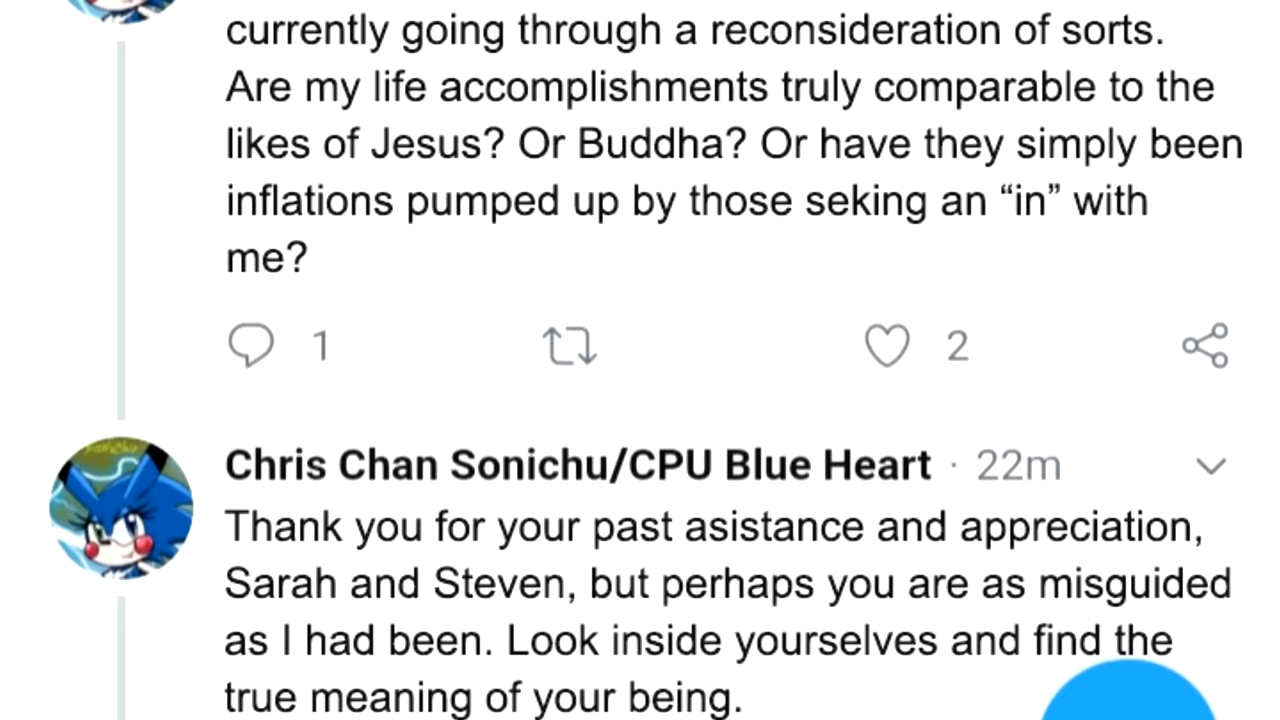 currently going through a reconsideration of sorts.
Are my life accomplishments truly comparable to the
likes of Jesus? Or Buddha? Or have they simply been
inflations pumped up by those seking an “in” with
me?
1 2
Chris Chan Sonichu/CPU Blue Heart · 22m
Thank you for your past asistance and appreciation,
Sarah and Steven, but perhaps you are as misguided
as I had been. Look inside yourselves and find the
true meaning of your being.